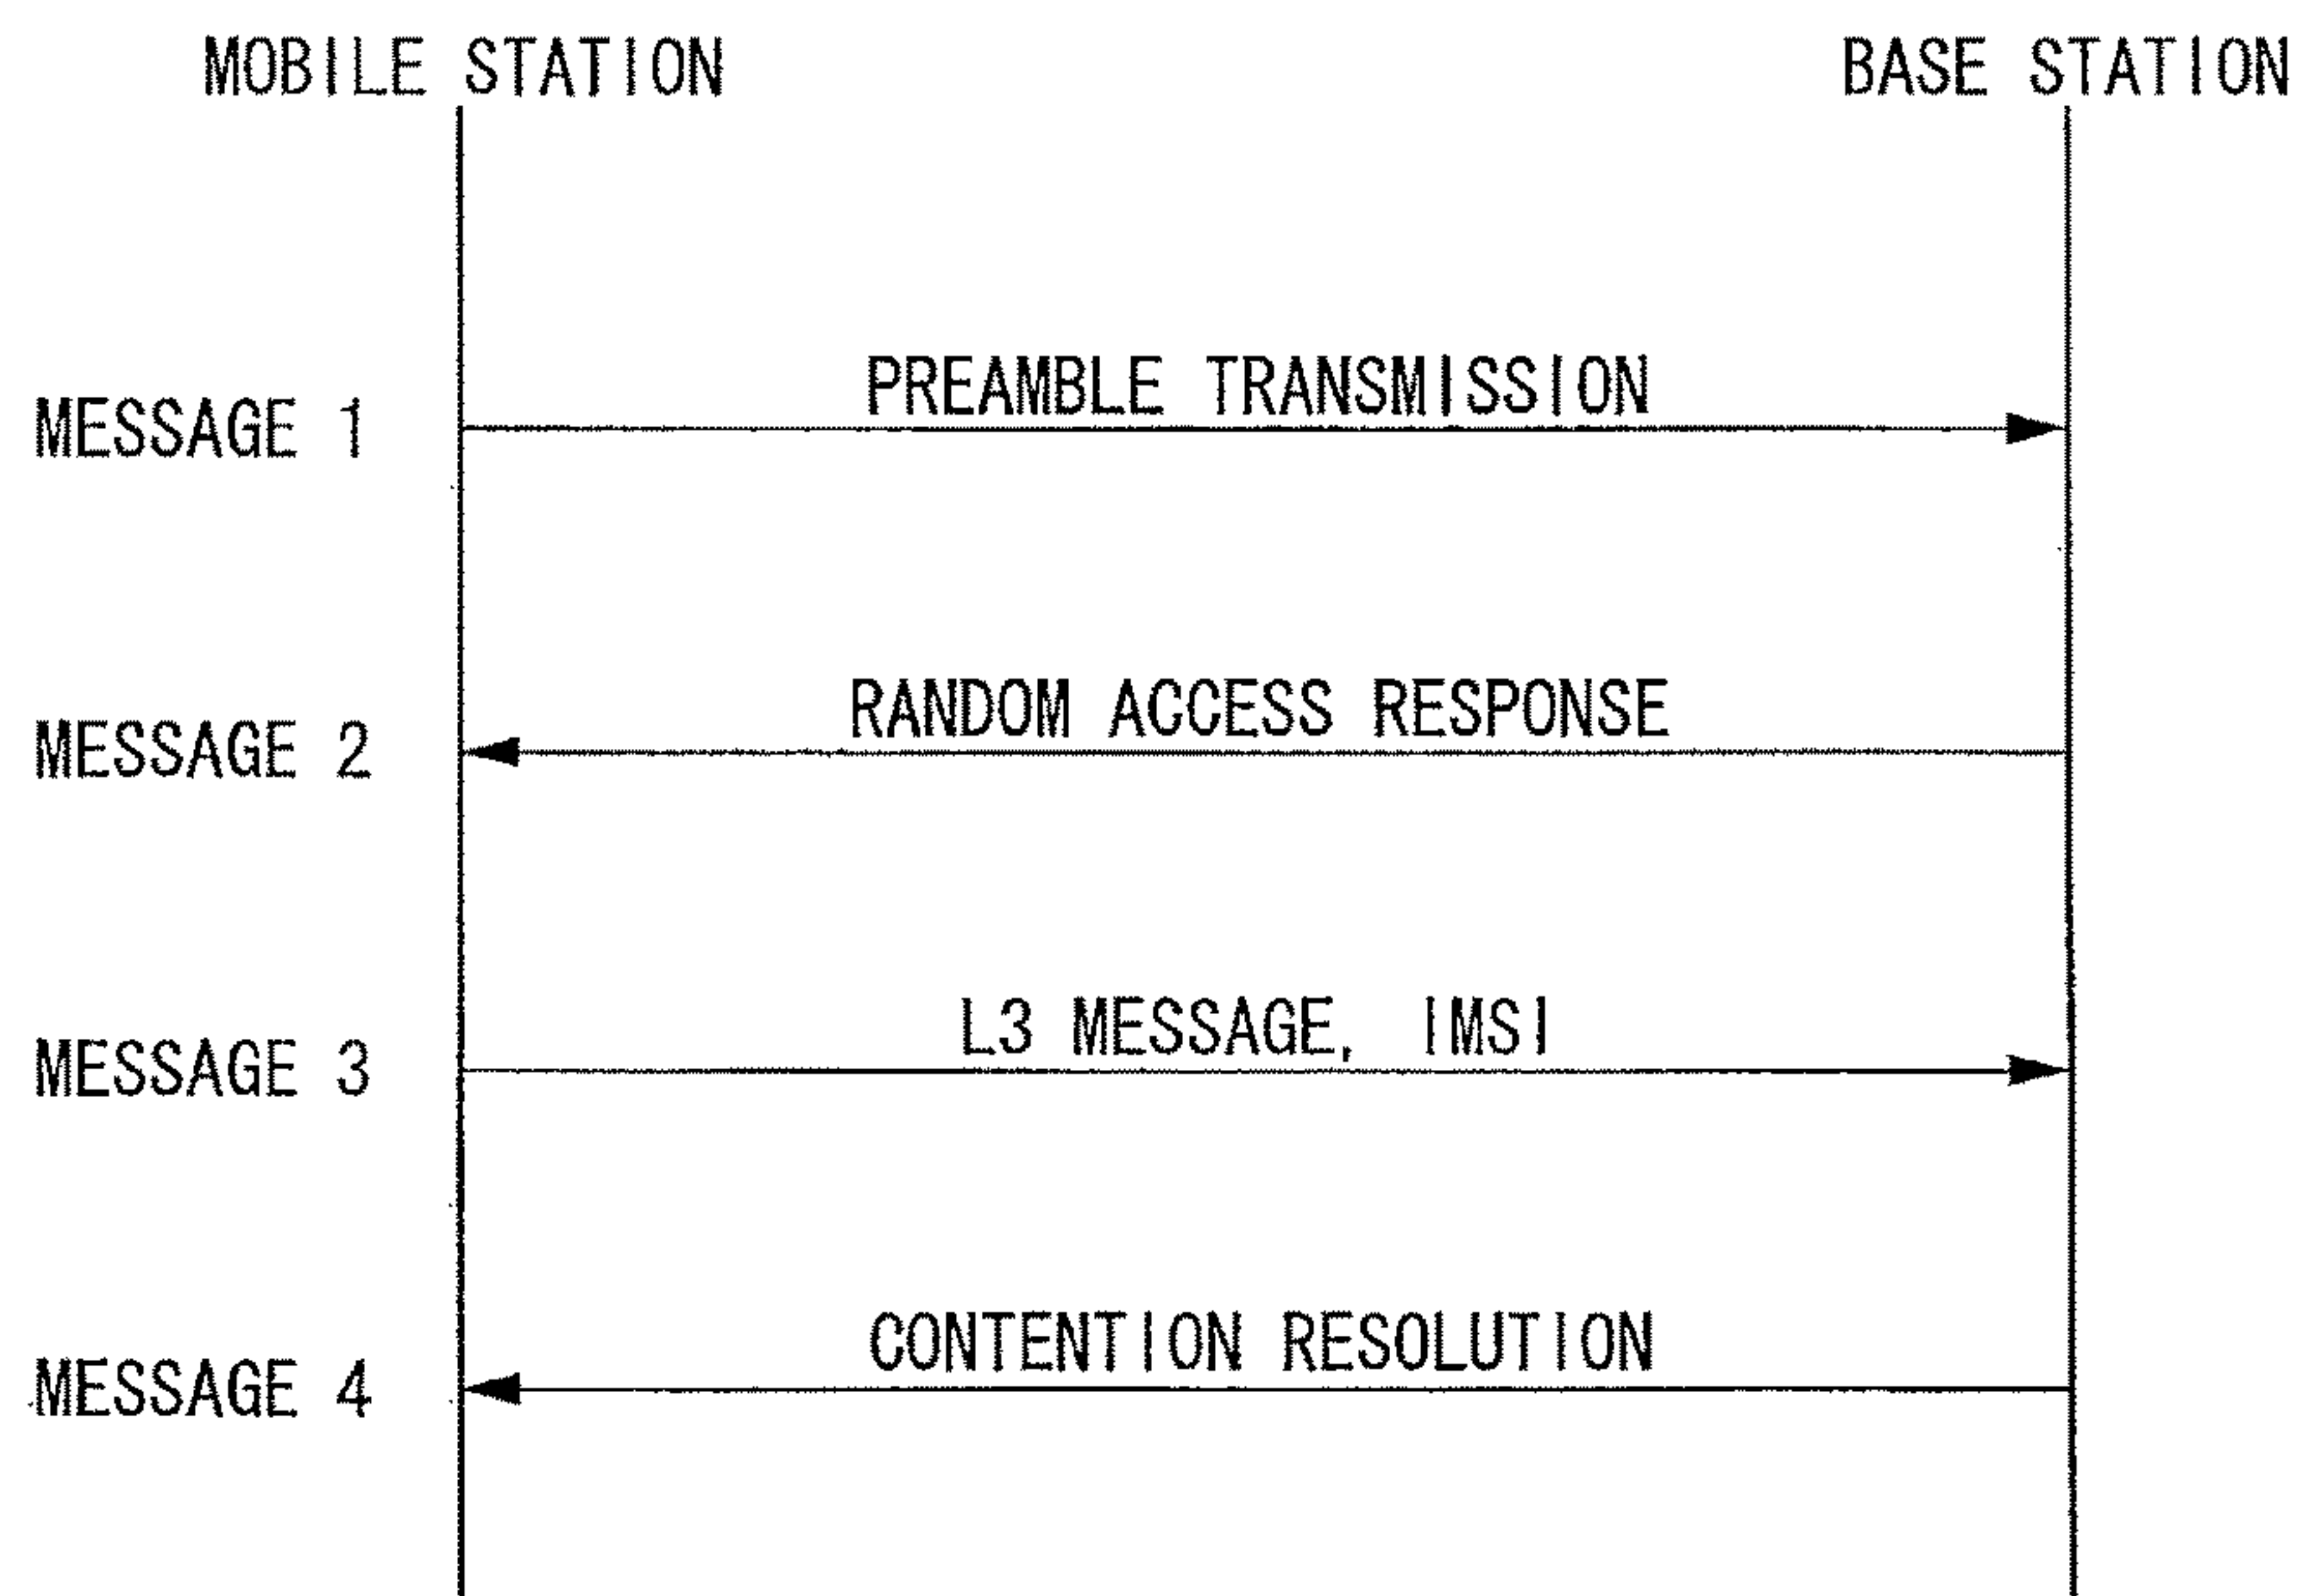 MOBILE STATION BASE STATION
PREAMBLE TRANSMISSION
MESSAGE 1
RANDOM ACCESS RESPONSE
MESSAGE 2
L3 MESSAGE, IMSI
MESSAGE 3
CONTENTION RESOLUTION
MESSAGE 4